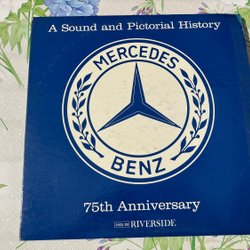 A Sound and Pictorial History
MERCEDES
BENZ
75th Anniversary
RIVERSIDE